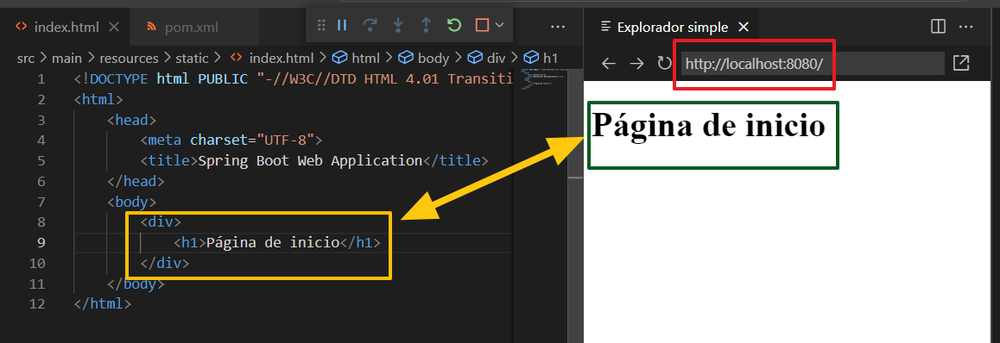 index.html
pom.xml
src > main > resources > static > index.html > html > body > div > h1
1 <!DOCTYPE html PUBLIC "-//W3C//DTD HTML 4.01 Transiti
2 <html>
3 <head>
4 <meta charset="UTF-8">
5 <title>Spring Boot Web Application</title>
6 </head>
7 <body>
8 <div>
9 <h1>Página de inicio</h1>
10 </div>
11 </body>
12 </html>
Explorador simple
http://localhost:8080/
Página de inicio